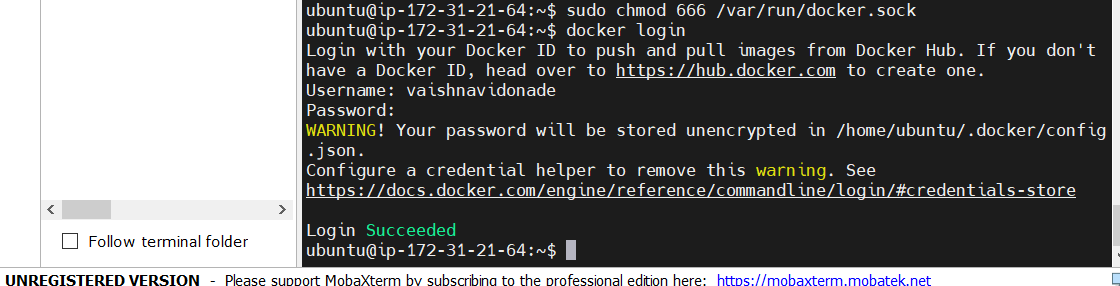 ubuntu@ip-172-31-21-64:~$ sudo chmod 666 /var/run/docker.sock
ubuntu@ip-172-31-21-64:~$ docker login
Login with your Docker ID to push and pull images from Docker Hub. If you don't
have a Docker ID, head over to https://hub.docker.com to create one.
Username: vaishnavidonade
Password:
WARNING! Your password will be stored unencrypted in /home/ubuntu/.docker/config
.json.
Configure a credential helper to remove this warning. See
https://docs.docker.com/engine/reference/commandline/login/#credentials-store
Login Succeeded
ubuntu@ip-172-31-21-64:~$
Follow terminal folder
UNREGISTERED VERSION - Please support MobaXterm by subscribing to the professional edition here: https://mobaxterm.mobatek.net